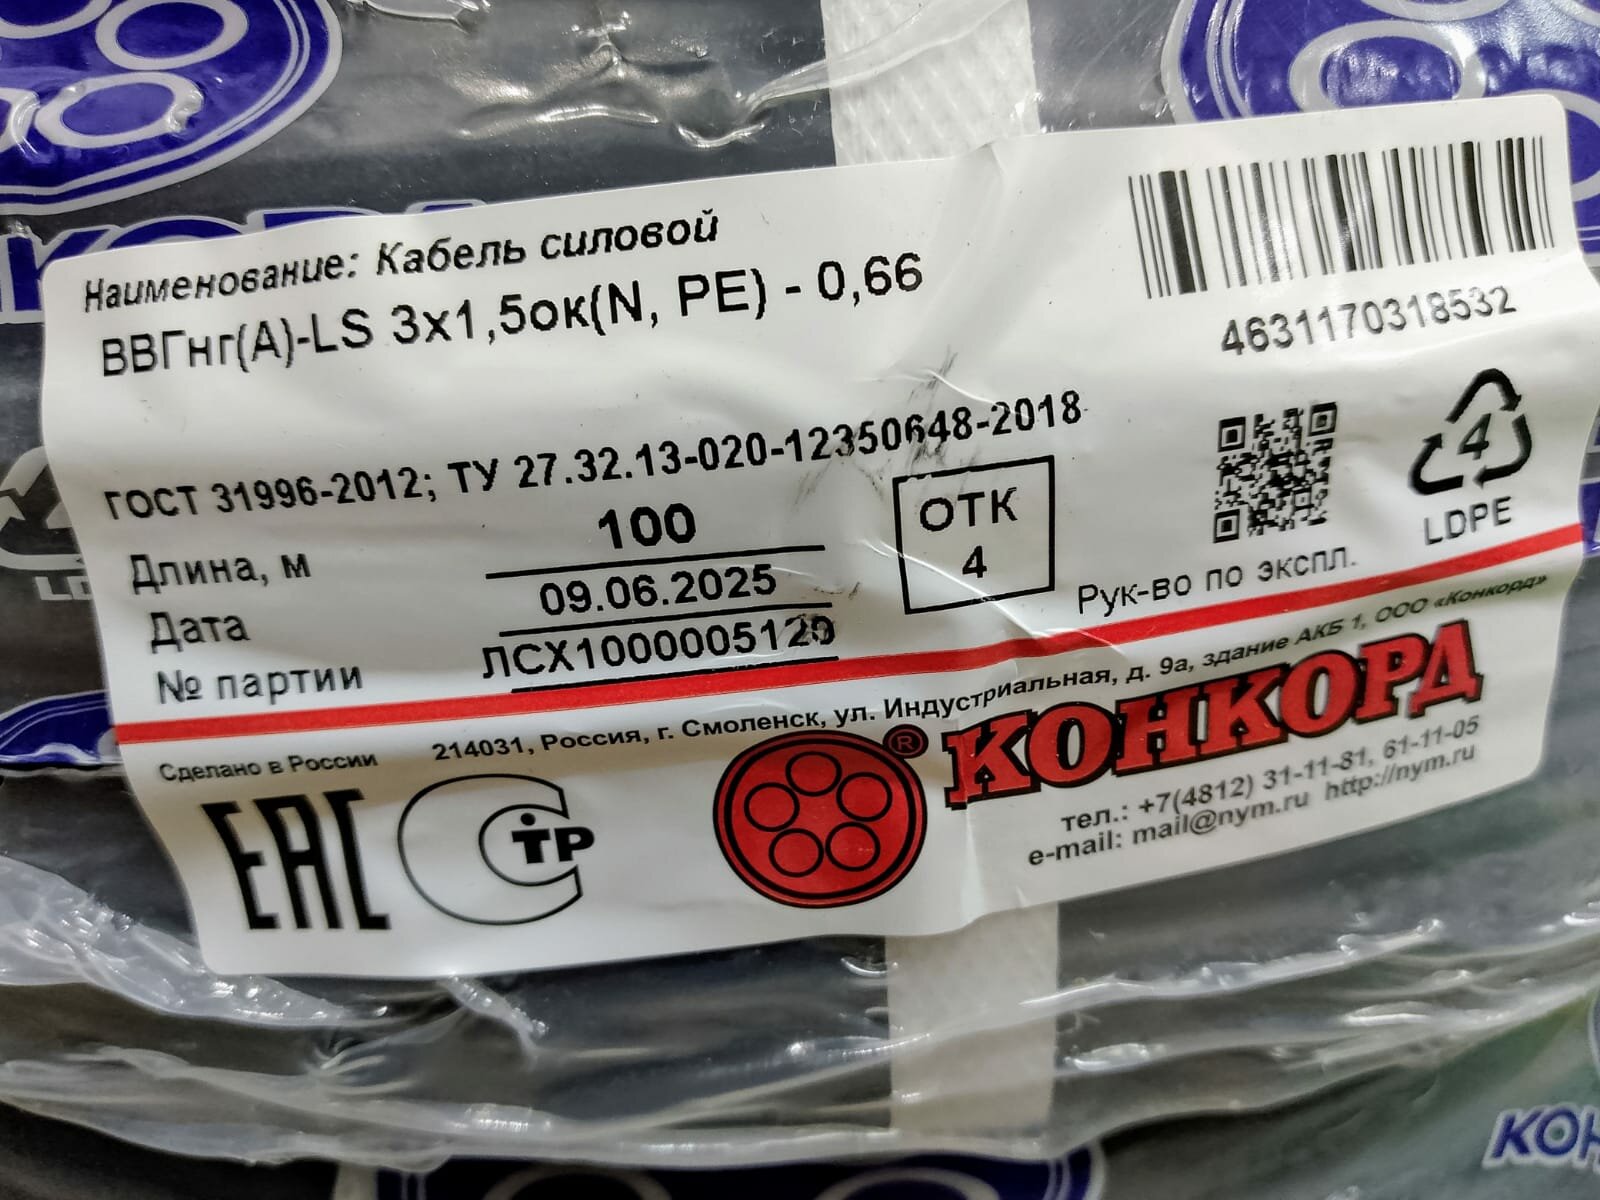 Наименование: Кабель силовой
ВВГнг(А)-LS 3х1,5ок(N, PE) - 0,66
4631170318532
ГОСТ 31996-2012; ТУ 27.32.13-020-12350648-2018
Длина, м 100
Дата 09.06.2025
№ партии ЛСХ1000005120
ОТК
4
Рук-во по экспл.
4
LDPE
214031, Россия, г. Смоленск, ул. Индустриальная, д. 9а, здание АКБ 1, ООО «Конкорд»
Сделано в России
ЕАС
С тр
® КОНКОРД
тел.: +7(4812) 31-11-81, 61-11-05
e-mail: mail@nym.ru http://nym.ru